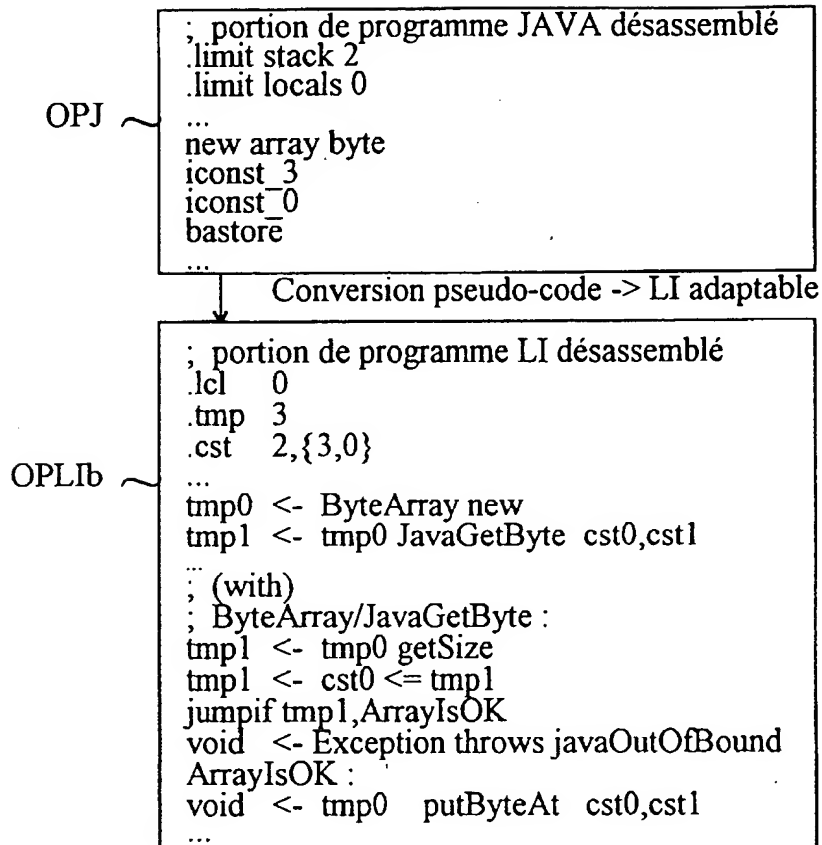 ; portion de programme JAVA désassemblé
.limit stack 2
.limit locals 0
OPJ
...
new array byte
iconst_3
iconst_0
bastore
...
Conversion pseudo-code -> LI adaptable
; portion de programme LI désassemblé
.lcl 0
.tmp 3
.cst 2,{3,0}
OPLIb
...
tmp0 <- ByteArray new
tmp1 <- tmp0 JavaGetByte cst0,cst1
...
; (with)
; ByteArray/JavaGetByte :
tmp1 <- tmp0 getSize
tmp1 <- cst0 <= tmp1
jumpif tmp1,ArrayIsOK
void <- Exception throws javaOutOfBound
ArrayIsOK :
void <- tmp0 putByteAt cst0,cst1
...